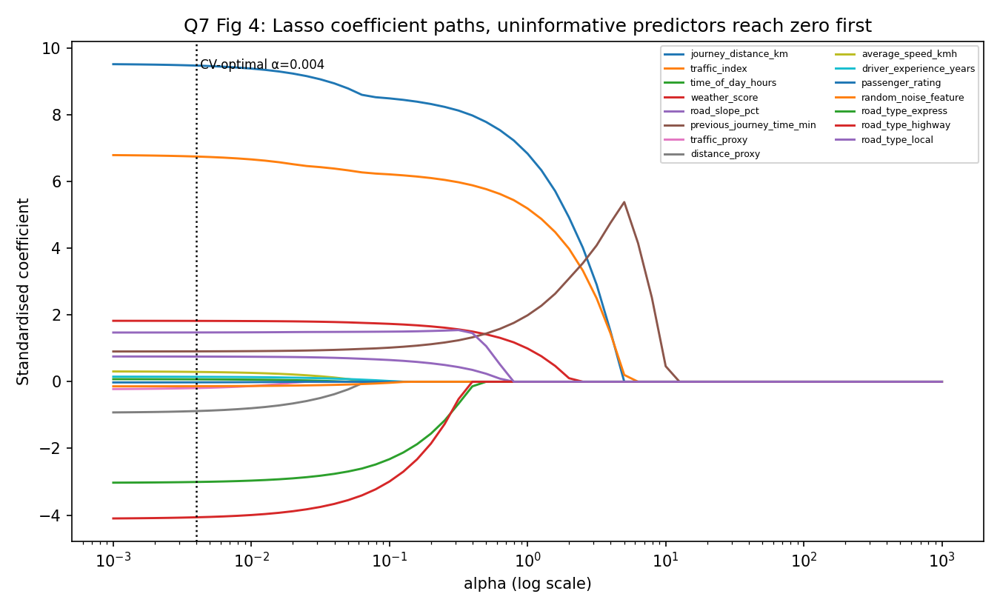 Q7 Fig 4: Lasso coefficient paths, uninformative predictors reach zero first
10
8
6
4
2
0
−2
−4
Standardised coefficient
CV-optimal α=0.004
journey_distance_km
traffic_index
time_of_day_hours
weather_score
road_slope_pct
previous_journey_time_min
traffic_proxy
distance_proxy
average_speed_kmh
driver_experience_years
passenger_rating
random_noise_feature
road_type_express
road_type_highway
road_type_local
10⁻³ 10⁻² 10⁻¹ 10⁰ 10¹ 10² 10³
alpha (log scale)